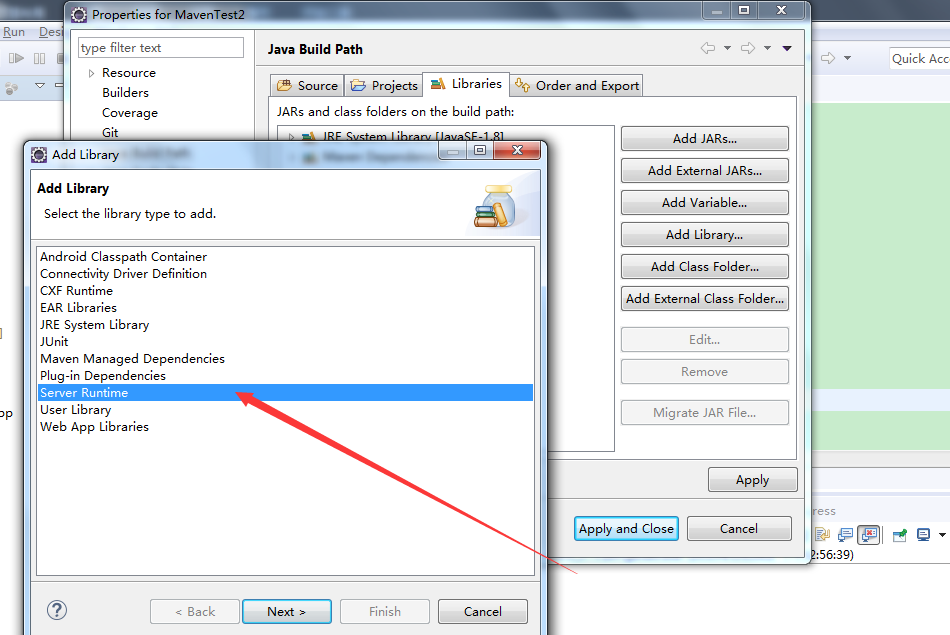 Properties for MavenTest2
Run
type filter text
Java Build Path
Quick Acc
Resource
Builders
Coverage
Git
Source
Projects
Libraries
Order and Export
JARs and class folders on the build path:
JRE System Library [JavaSE-1.8]
Maven Dependenc
Add JARs...
Add External JARs...
Add Variable...
Add Library...
Add Class Folder...
Add External Class Folder...
Edit...
Remove
Migrate JAR File...
Apply
Apply and Close
Cancel
Add Library
Add Library
Select the library type to add.
Android Classpath Container
Connectivity Driver Definition
CXF Runtime
EAR Libraries
JRE System Library
JUnit
Maven Managed Dependencies
Plug-in Dependencies
Server Runtime
User Library
Web App Libraries
< Back
Next >
Finish
Cancel
op
ress
2:56:39)